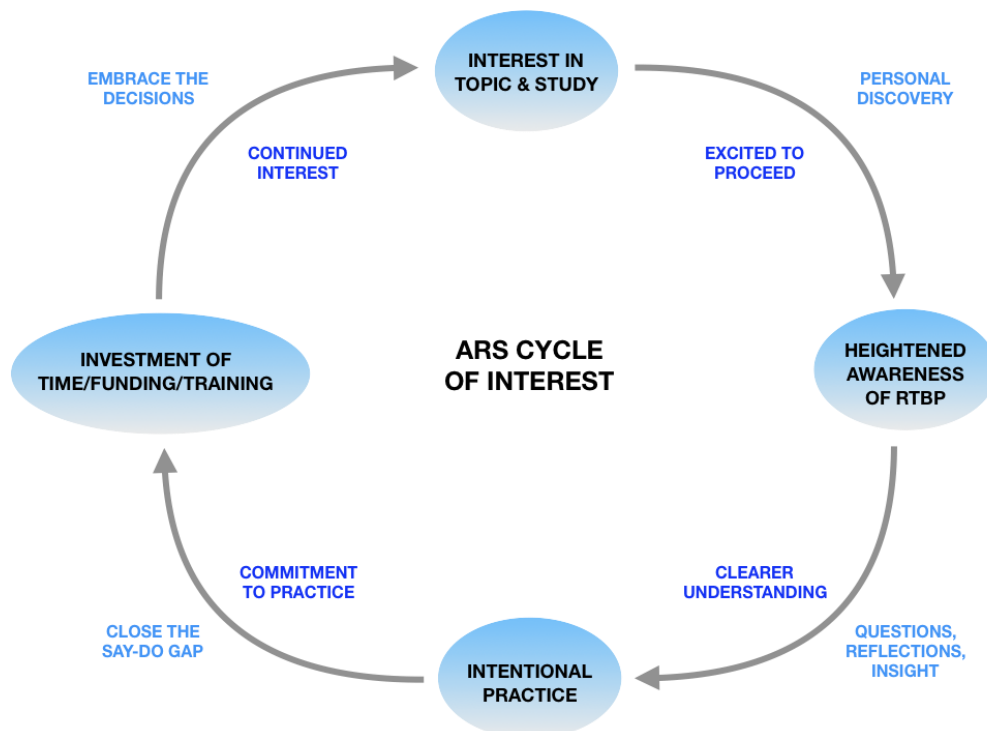 INTEREST IN
TOPIC & STUDY
EMBRACE THE
DECISIONS
PERSONAL
DISCOVERY
CONTINUED
INTEREST
EXCITED TO
PROCEED
INVESTMENT OF
TIME/FUNDING/TRAINING
ARS CYCLE
OF INTEREST
HEIGHTENED
AWARENESS
OF RTBP
COMMITMENT
TO PRACTICE
CLEARER
UNDERSTANDING
CLOSE THE
SAY-DO GAP
QUESTIONS,
REFLECTIONS,
INSIGHT
INTENTIONAL
PRACTICE